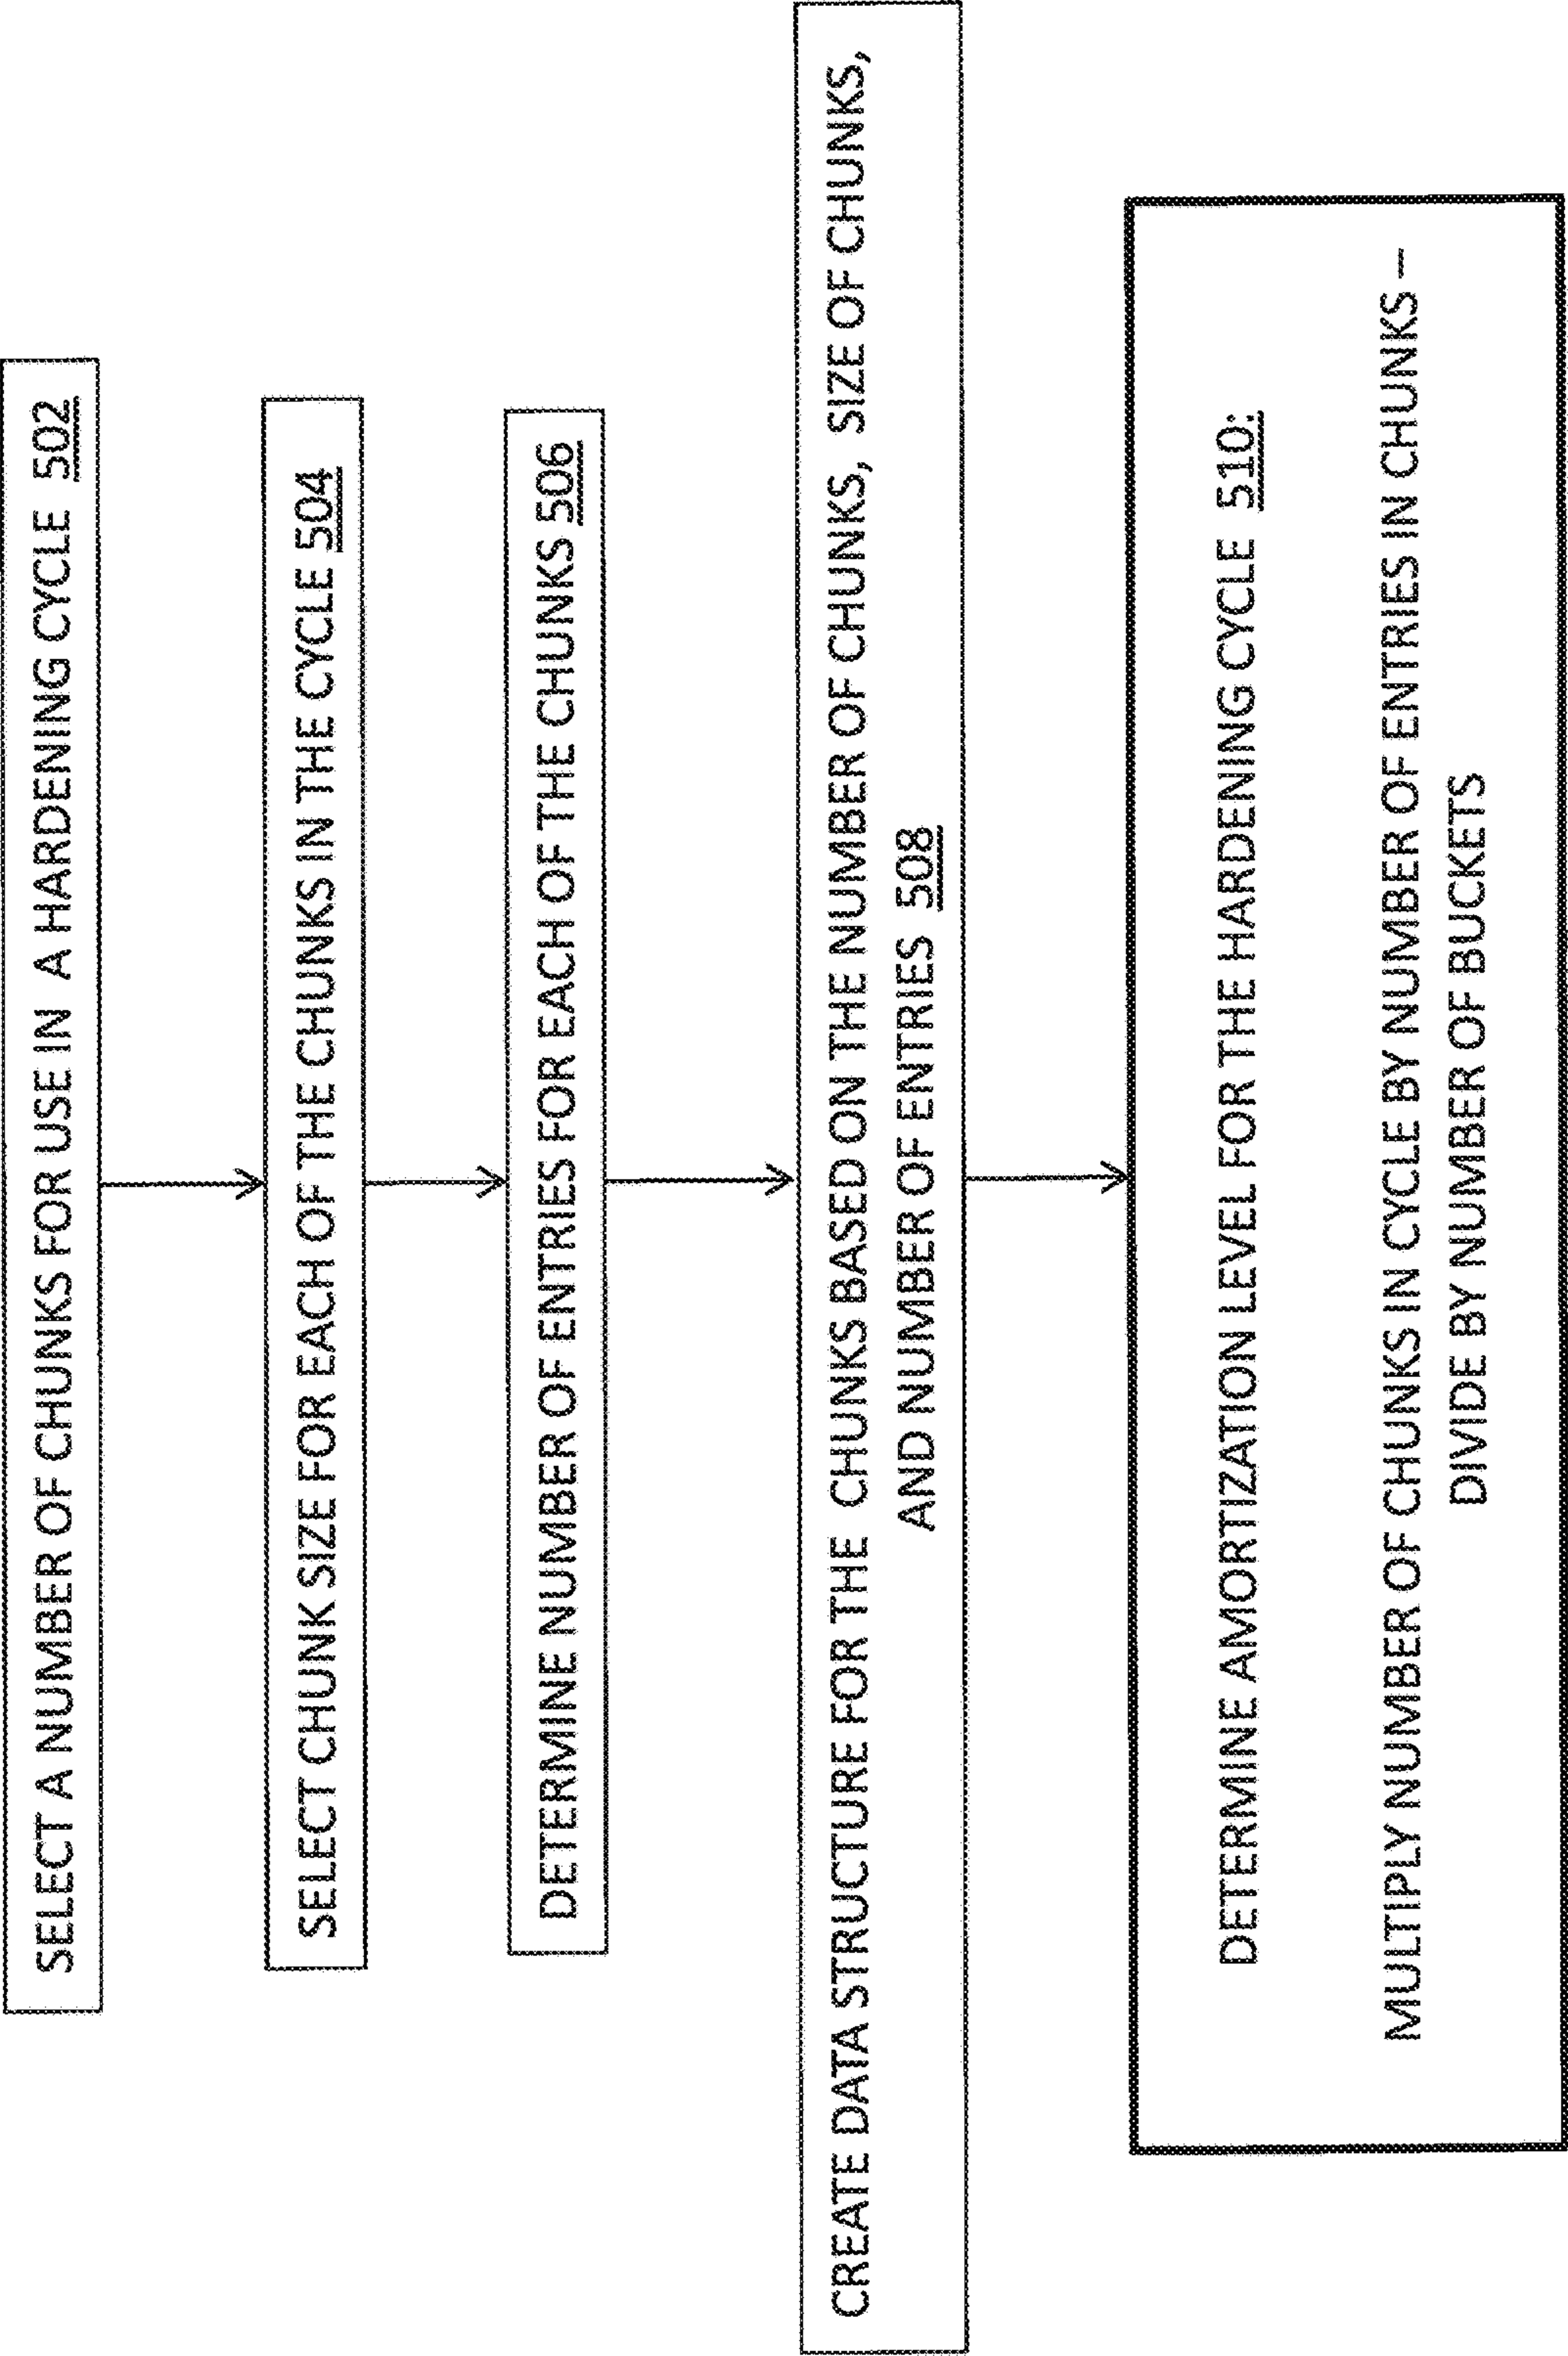 SELECT A NUMBER OF CHUNKS FOR USE IN A HARDENING CYCLE 502
SELECT CHUNK SIZE FOR EACH OF THE CHUNKS IN THE CYCLE 504
DETERMINE NUMBER OF ENTRIES FOR EACH OF THE CHUNKS 506
CREATE DATA STRUCTURE FOR THE CHUNKS BASED ON THE NUMBER OF CHUNKS, SIZE OF CHUNKS,
AND NUMBER OF ENTRIES 508
DETERMINE AMORTIZATION LEVEL FOR THE HARDENING CYCLE 510:
MULTIPLY NUMBER OF CHUNKS IN CYCLE BY NUMBER OF ENTRIES IN CHUNKS –
DIVIDE BY NUMBER OF BUCKETS